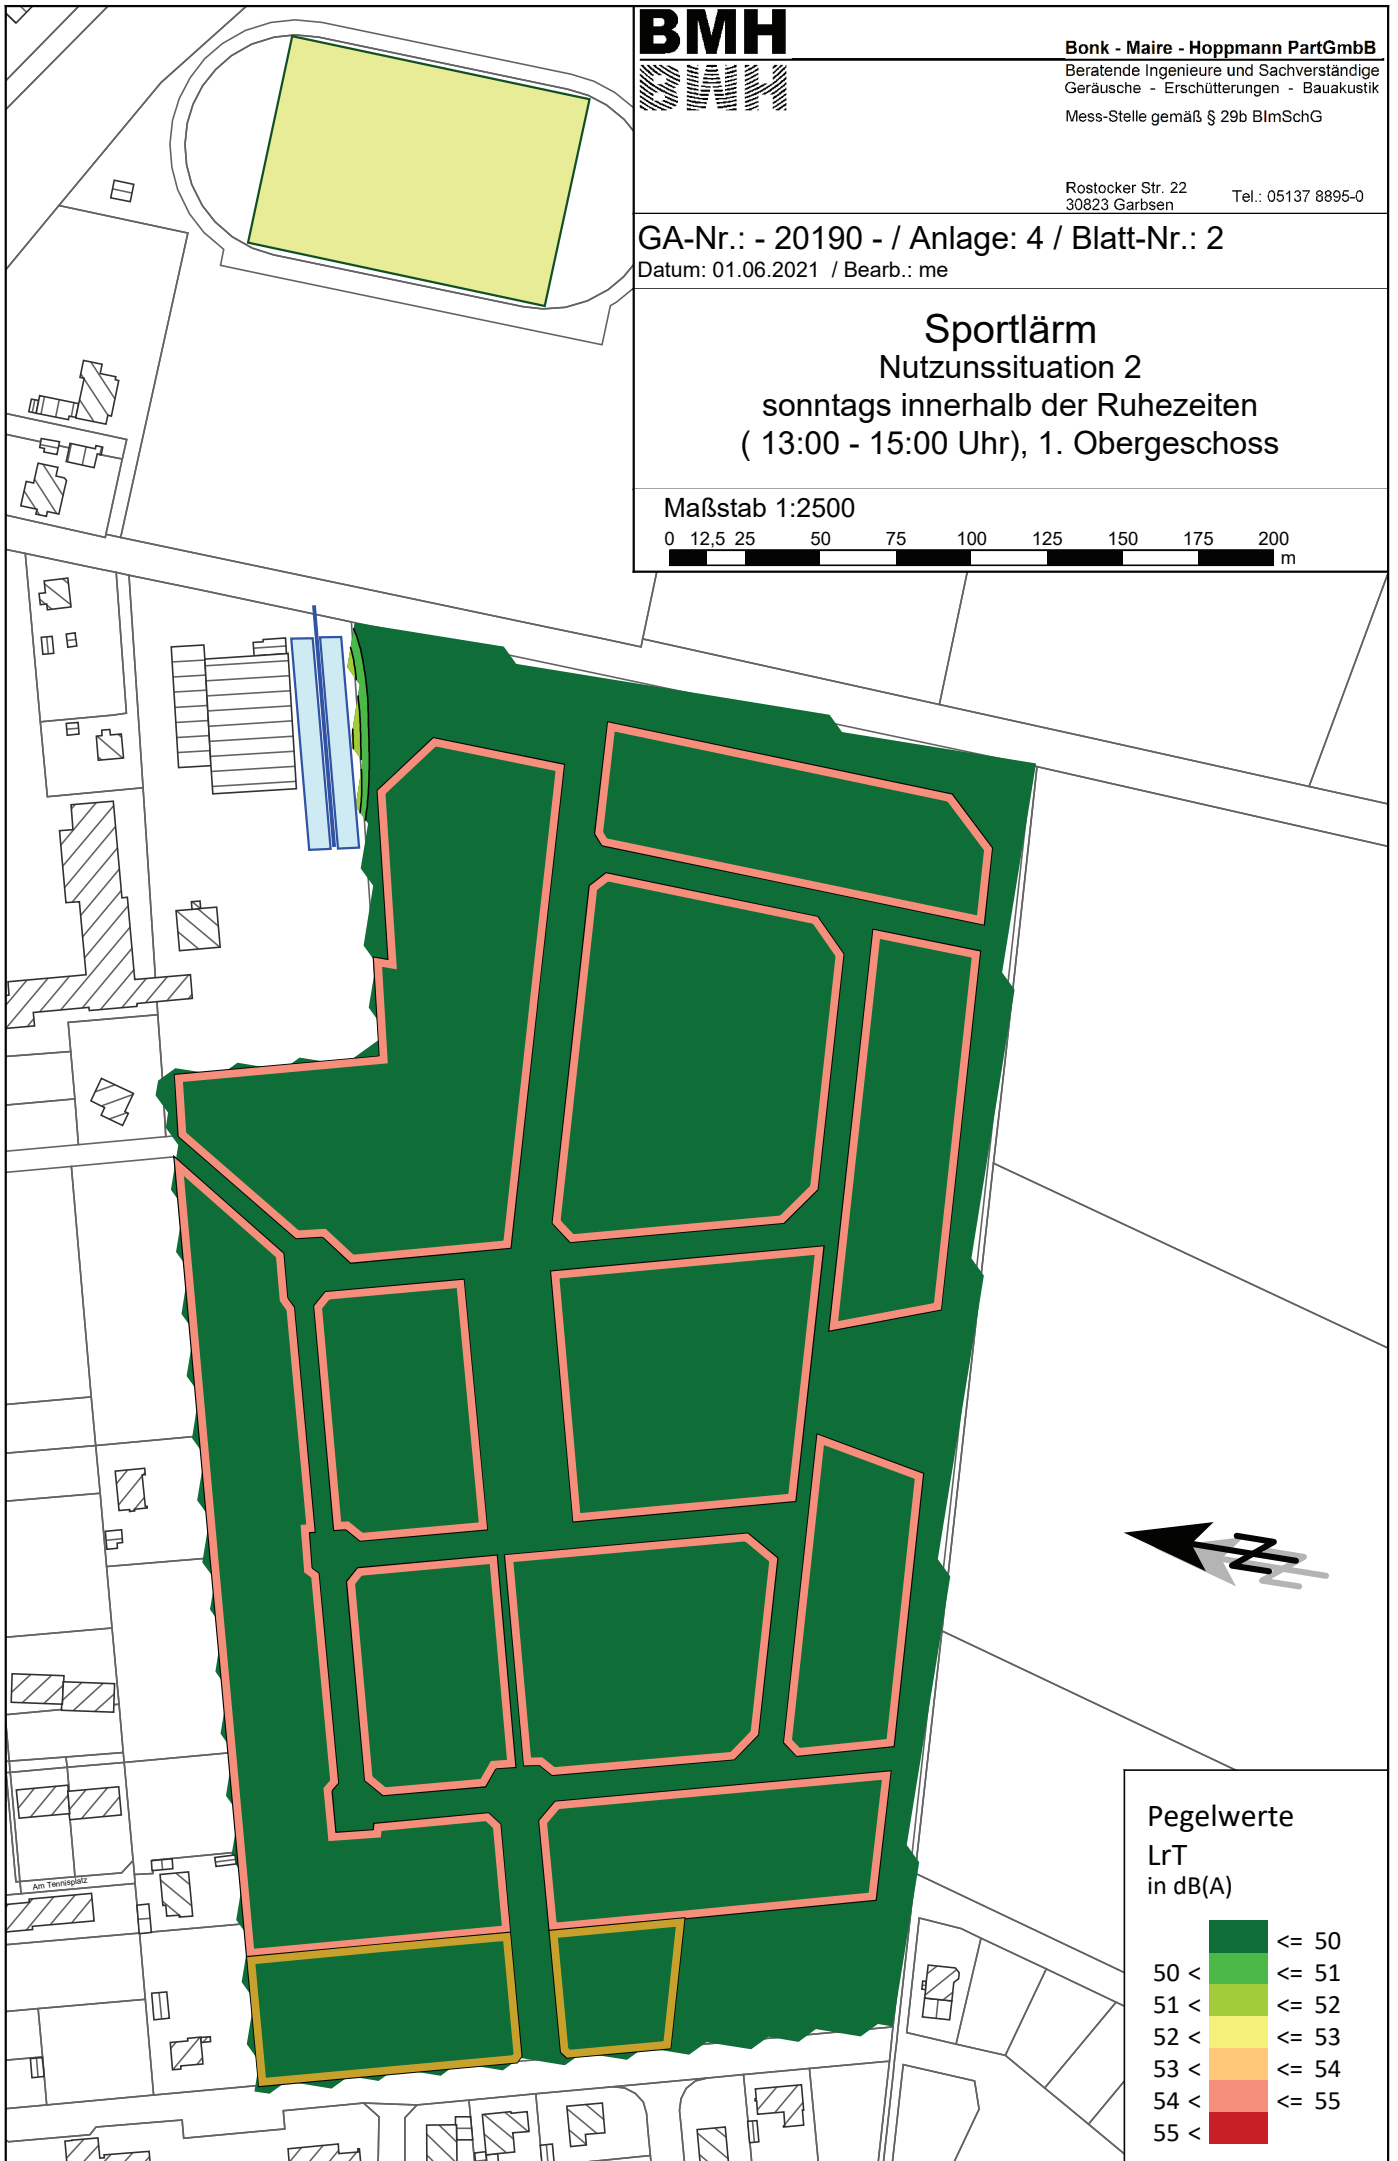 BMH
BMH
Bonk - Maire - Hoppmann PartGmbB
Beratende Ingenieure und Sachverständige
Geräusche - Erschütterungen - Bauakustik
Mess-Stelle gemäß § 29b BImSchG
Rostocker Str. 22
30823 Garbsen
Tel.: 05137 8895-0
GA-Nr.: - 20190 - / Anlage: 4 / Blatt-Nr.: 2
Datum: 01.06.2021 / Bearb.: me
Sportlärm
Nutzunssituation 2
sonntags innerhalb der Ruhezeiten
( 13:00 - 15:00 Uhr), 1. Obergeschoss
Maßstab 1:2500
0 12,5 25 50 75 100 125 150 175 200
m
N
Am Tennisplatz
Pegelwerte
LrT
in dB(A)
<= 50
50 < <= 51
51 < <= 52
52 < <= 53
53 < <= 54
54 < <= 55
55 <